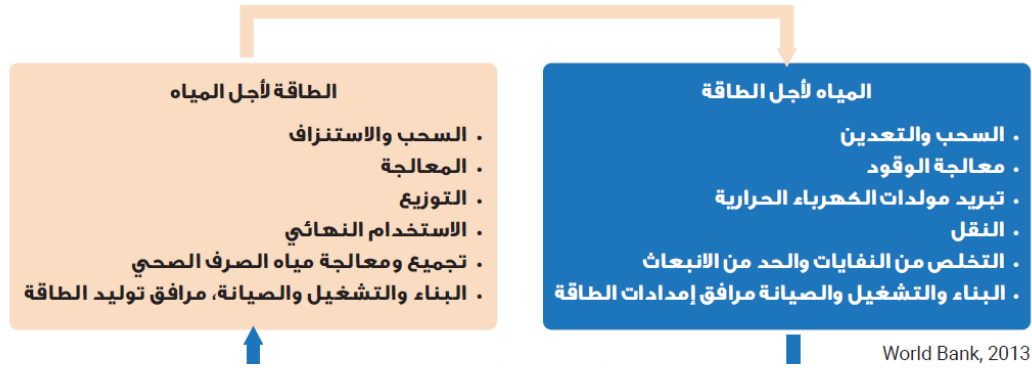 المياه لأجل الطاقة
• السحب والتعدين
• معالجة الوقود
• تبريد مولدات الكهرباء الحرارية
• النقل
• التخلص من النفايات والحد من الانبعاث
• البناء والتشغيل والصيانة مرافق إمدادات الطاقة
الطاقة لأجل المياه
• السحب والاستنزاف
• المعالجة
• التوزيع
• الاستخدام النهائي
• تجميع ومعالجة مياه الصرف الصحي
• البناء والتشغيل والصيانة، مرافق توليد الطاقة
World Bank, 2013